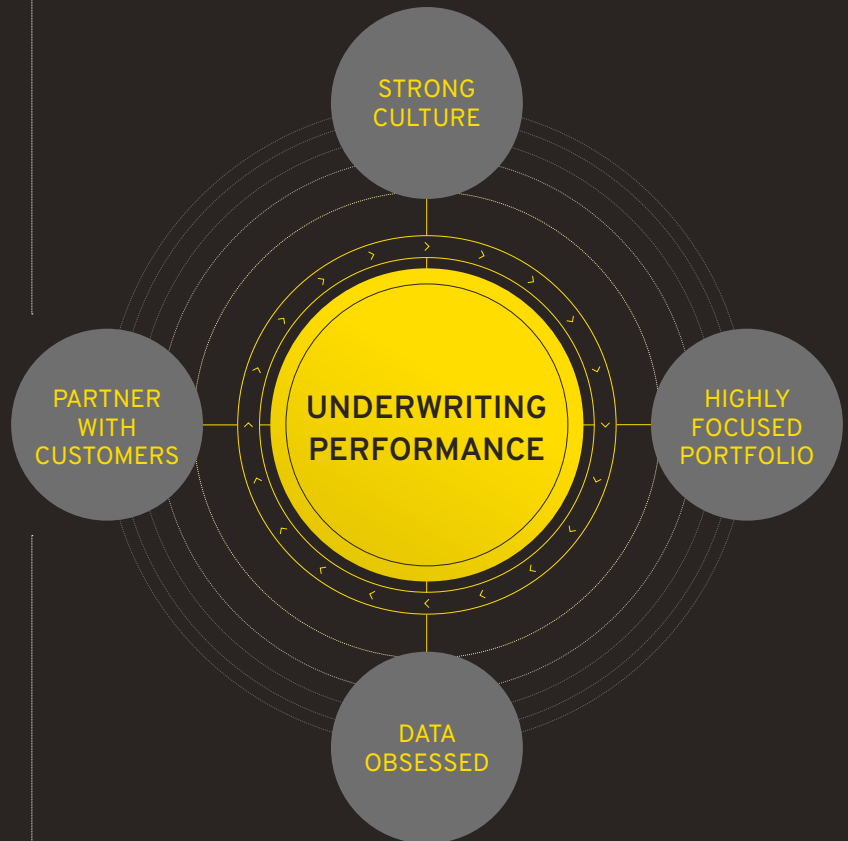 STRONG
CULTURE
PARTNER
WITH
CUSTOMERS
UNDERWRITING
PERFORMANCE
HIGHLY
FOCUSED
PORTFOLIO
DATA
OBSESSED